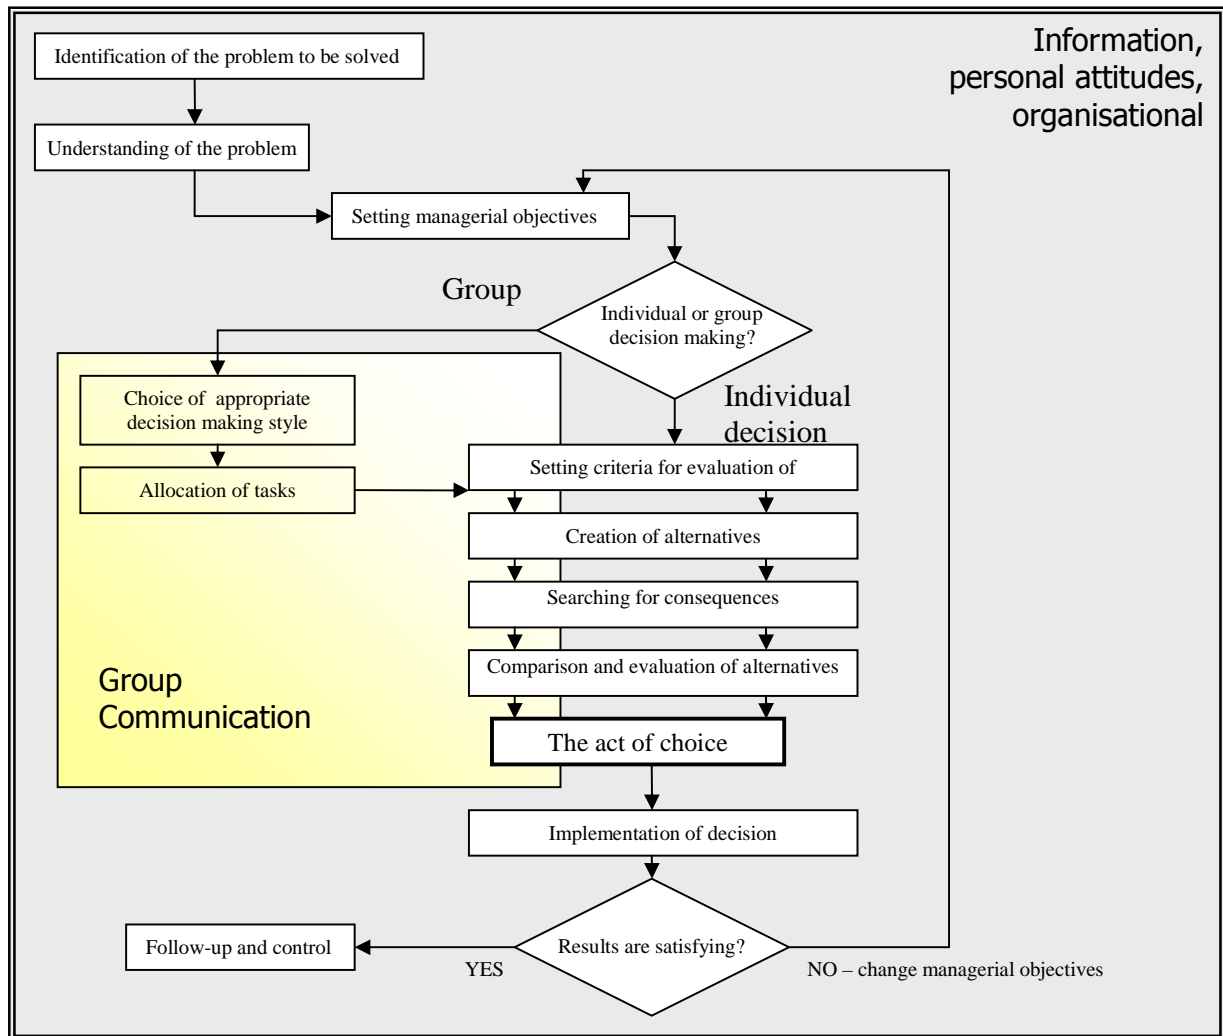 Information,
personal attitudes,
organisational
Identification of the problem to be solved
Understanding of the problem
Setting managerial objectives
Group
Individual or group
decision making?
Individual
decision
Choice of appropriate
decision making style
Allocation of tasks
Setting criteria for evaluation of
Creation of alternatives
Searching for consequences
Comparison and evaluation of alternatives
Group
Communication
The act of choice
Implementation of decision
Results are satisfying?
Follow-up and control
YES
NO – change managerial objectives